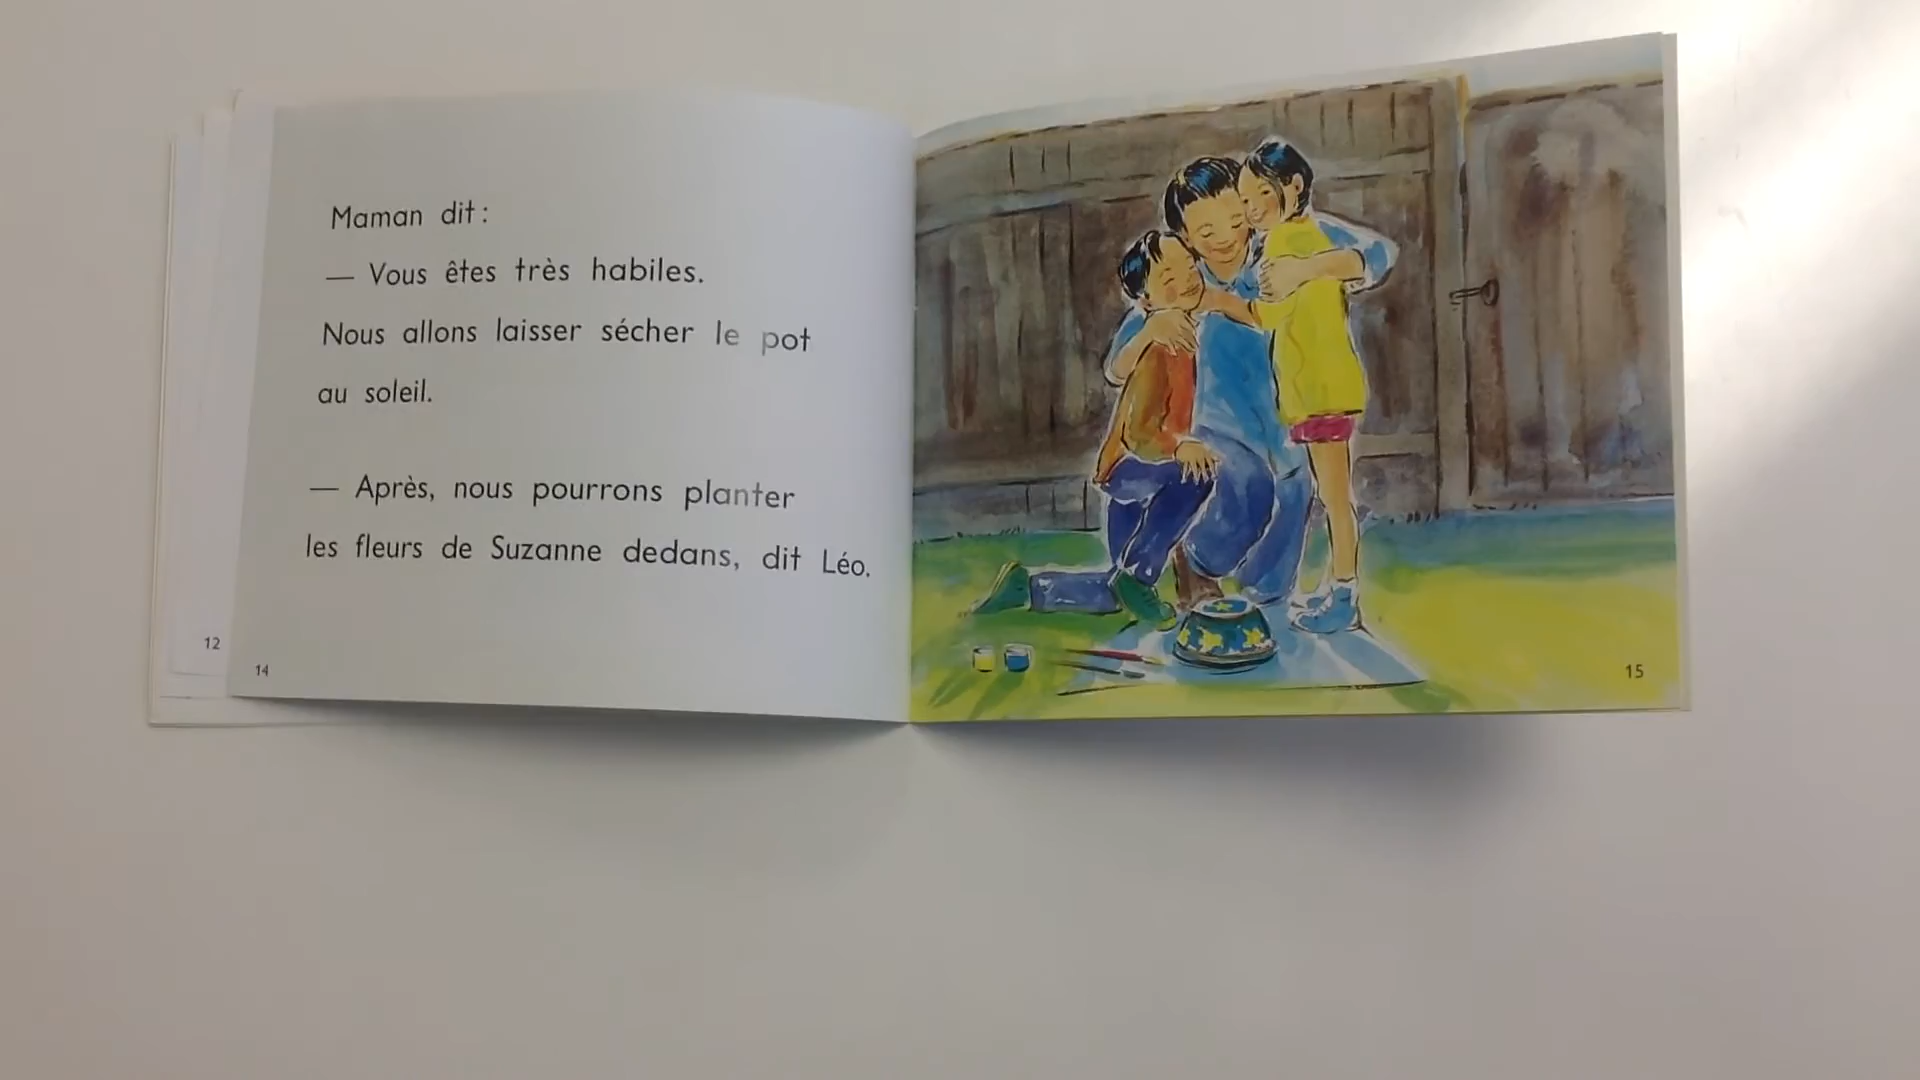 Maman dit :
— Vous êtes très habiles.
Nous allons laisser sécher le pot
au soleil.
— Après, nous pourrons planter
les fleurs de Suzanne dedans, dit Léo.
12
14
15